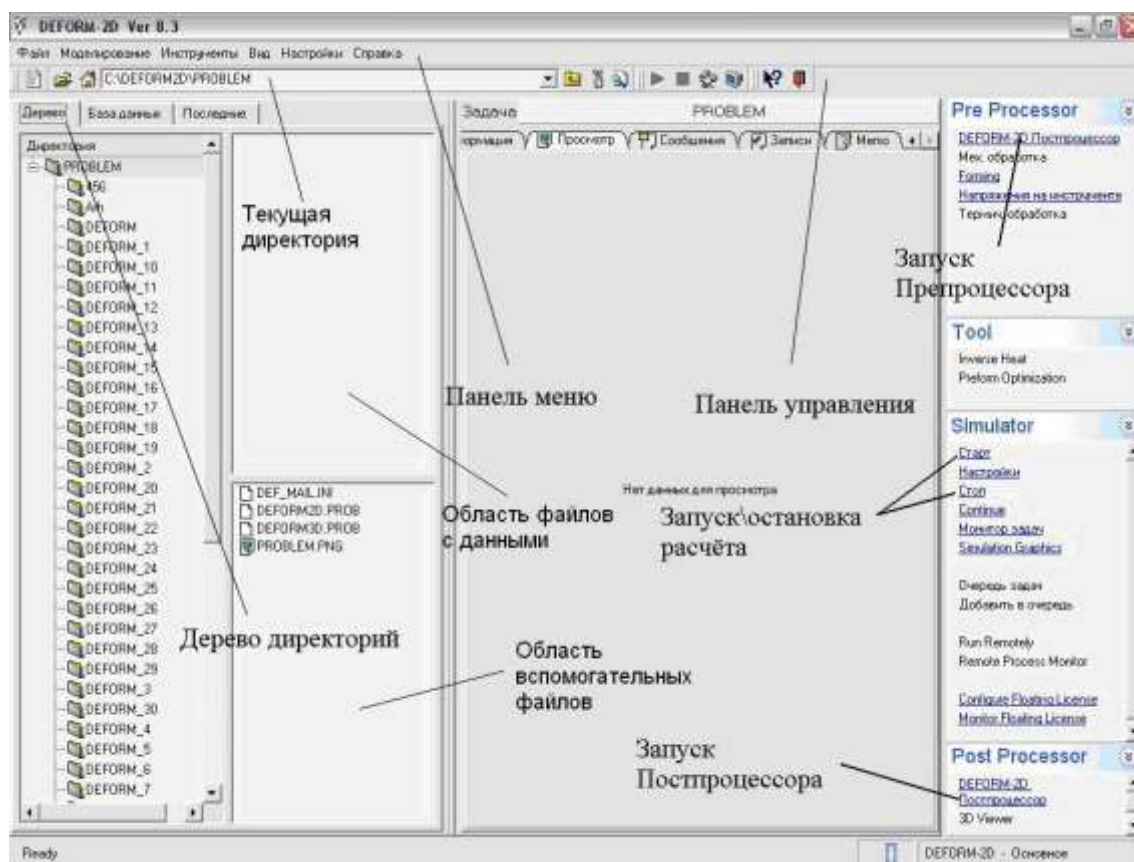 DEFORM-2D Ver 8.3
Файл Моделирование Инструменты Вид Настройки Справка
C:\DEFORM2D\PROBLEM
Дерево База данных Последние
Директория
PROBLEM
456
DEFORM
DEFORM_1
DEFORM_10
DEFORM_11
DEFORM_12
DEFORM_13
DEFORM_14
DEFORM_15
DEFORM_16
DEFORM_17
DEFORM_18
DEFORM_19
DEFORM_2
DEFORM_20
DEFORM_21
DEFORM_22
DEFORM_23
DEFORM_24
DEFORM_25
DEFORM_26
DEFORM_27
DEFORM_28
DEFORM_29
DEFORM_3
DEFORM_30
DEFORM_4
DEFORM_5
DEFORM_6
DEFORM_7
Текущая
директория
DEF_MAIL.INI
DEFORM2D.PROB
DEFORM3D.PROB
PROBLEM.PNG
Область файлов
с данными
Дерево директорий
Область
вспомогательных
файлов
Задача PROBLEM
ормация Просмотр Сообщения Записи Memo
Панель меню
Панель управления
Нет данных для просмотра
Запуск\остановка
расчёта
Запуск
Препроцессора
Запуск
Постпроцессора
Pre Processor
DEFORM-2D Постпроцессор
Мех. обработка
Forming
Напряжения на инструменте
Термич обработка
Tool
Inverse Heat
Preform Optimization
Simulator
Старт
Настройки
Стоп
Continue
Монитор задач
Simulation Graphics
Очередь задач
Добавить в очередь
Run Remotely
Remote Process Monitor
Configure Floating License
Monitor Floating License
Post Processor
DEFORM-2D
Постпроцессор
3D Viewer
Ready
DEFORM-2D - Основное